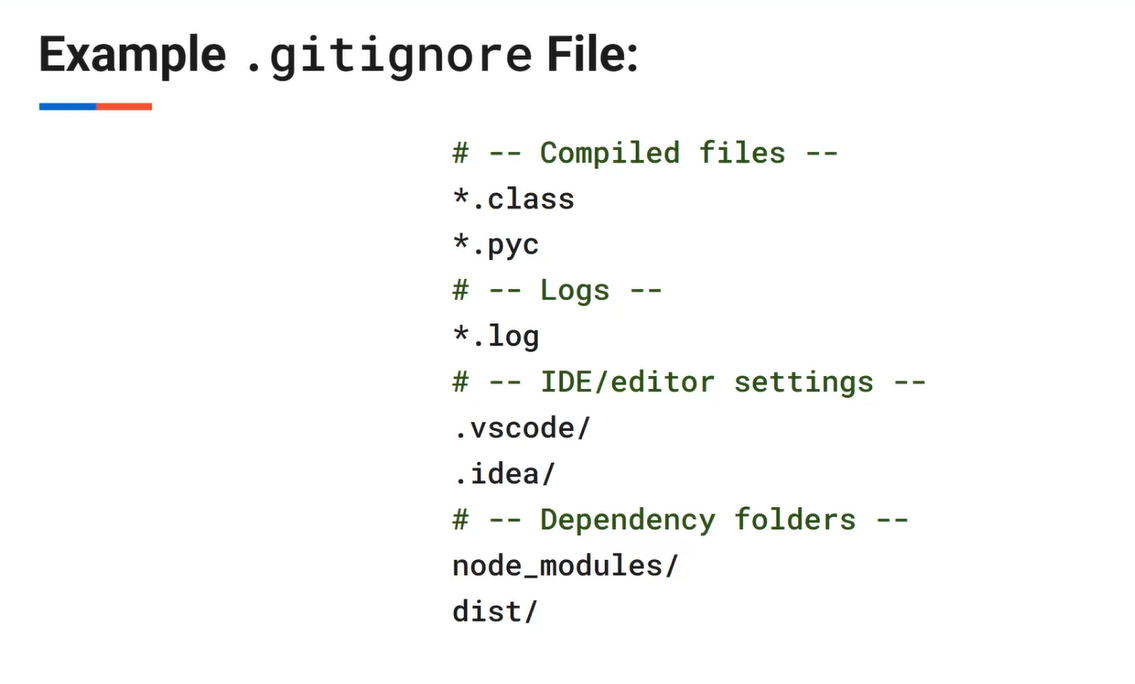 Example .gitignore File:
# -- Compiled files --
*.class
*.pyc
# -- Logs --
*.log
# -- IDE/editor settings --
.vscode/
.idea/
# -- Dependency folders --
node_modules/
dist/